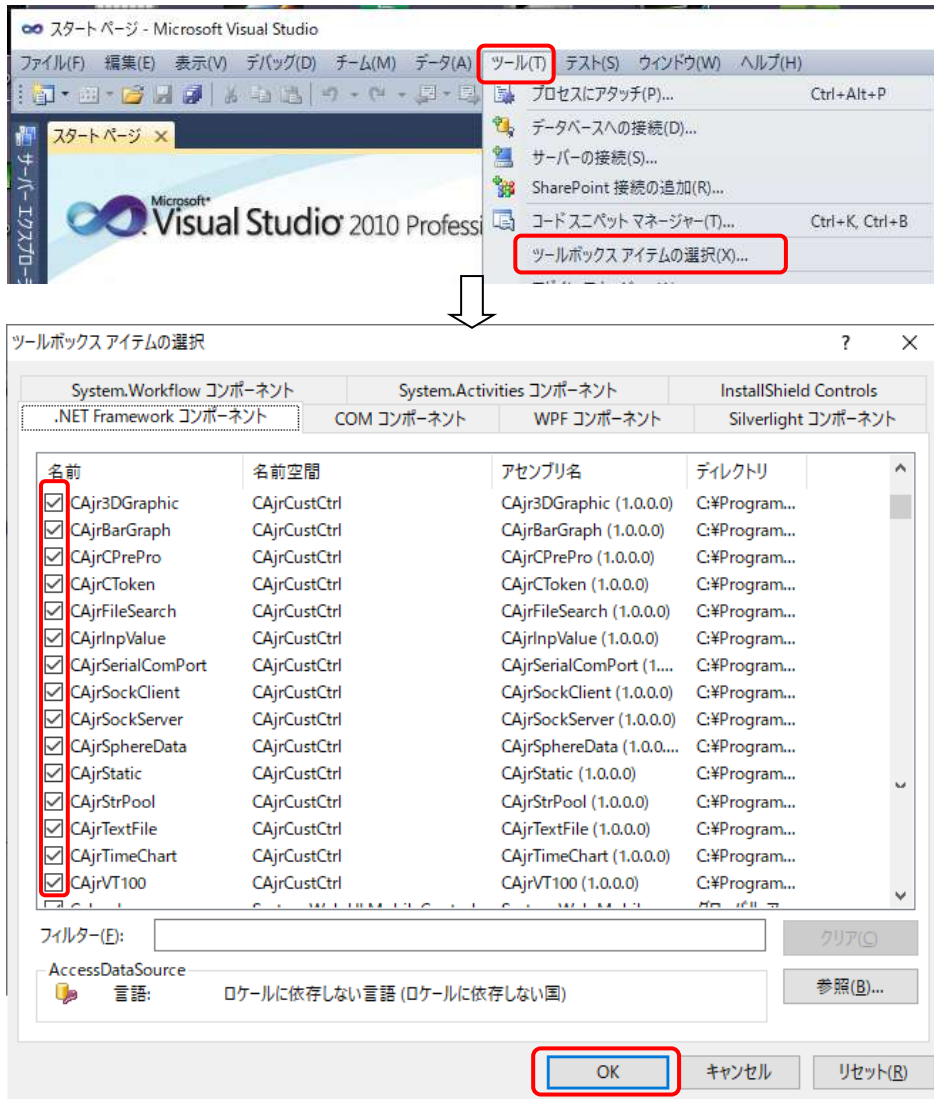 スタート ページ - Microsoft Visual Studio
ファイル(F) 編集(E) 表示(V) デバッグ(D) チーム(M) データ(A) ツール(T) テスト(S) ウィンドウ(W) ヘルプ(H)
プロセスにアタッチ(P)... Ctrl+Alt+P
スタート ページ
データベースへの接続(D)...
サーバーの接続(S)...
SharePoint 接続の追加(R)...
サーバー エクスプローラ
Microsoft
Visual Studio 2010 Professi
コード スニペット マネージャー(T)... Ctrl+K, Ctrl+B
ツールボックス アイテムの選択(X)...
ツールボックス アイテムの選択 ?
System.Workflow コンポーネント System.Activities コンポーネント InstallShield Controls
.NET Framework コンポーネント COM コンポーネント WPF コンポーネント Silverlight コンポーネント
名前 名前空間 アセンブリ名 ディレクトリ
CAjr3DGraphic CAjrCustCtrl CAjr3DGraphic (1.0.0.0) C:¥Program...
CAjrBarGraph CAjrCustCtrl CAjrBarGraph (1.0.0.0) C:¥Program...
CAjrCPrePro CAjrCustCtrl CAjrCPrePro (1.0.0.0) C:¥Program...
CAjrCToken CAjrCustCtrl CAjrCToken (1.0.0.0) C:¥Program...
CAjrFileSearch CAjrCustCtrl CAjrFileSearch (1.0.0.0) C:¥Program...
CAjrInpValue CAjrCustCtrl CAjrInpValue (1.0.0.0) C:¥Program...
CAjrSerialComPort CAjrCustCtrl CAjrSerialComPort (1.... C:¥Program...
CAjrSockClient CAjrCustCtrl CAjrSockClient (1.0.0.0) C:¥Program...
CAjrSockServer CAjrCustCtrl CAjrSockServer (1.0.0.0) C:¥Program...
CAjrSphereData CAjrCustCtrl CAjrSphereData (1.0.0.... C:¥Program...
CAjrStatic CAjrCustCtrl CAjrStatic (1.0.0.0) C:¥Program...
CAjrStrPool CAjrCustCtrl CAjrStrPool (1.0.0.0) C:¥Program...
CAjrTextFile CAjrCustCtrl CAjrTextFile (1.0.0.0) C:¥Program...
CAjrTimeChart CAjrCustCtrl CAjrTimeChart (1.0.0.0) C:¥Program...
CAjrVT100 CAjrCustCtrl CAjrVT100 (1.0.0.0) C:¥Program...
フィルター(F): クリア(C)
AccessDataSource
言語: ロケールに依存しない言語 (ロケールに依存しない国) 参照(B)...
OK キャンセル リセット(R)